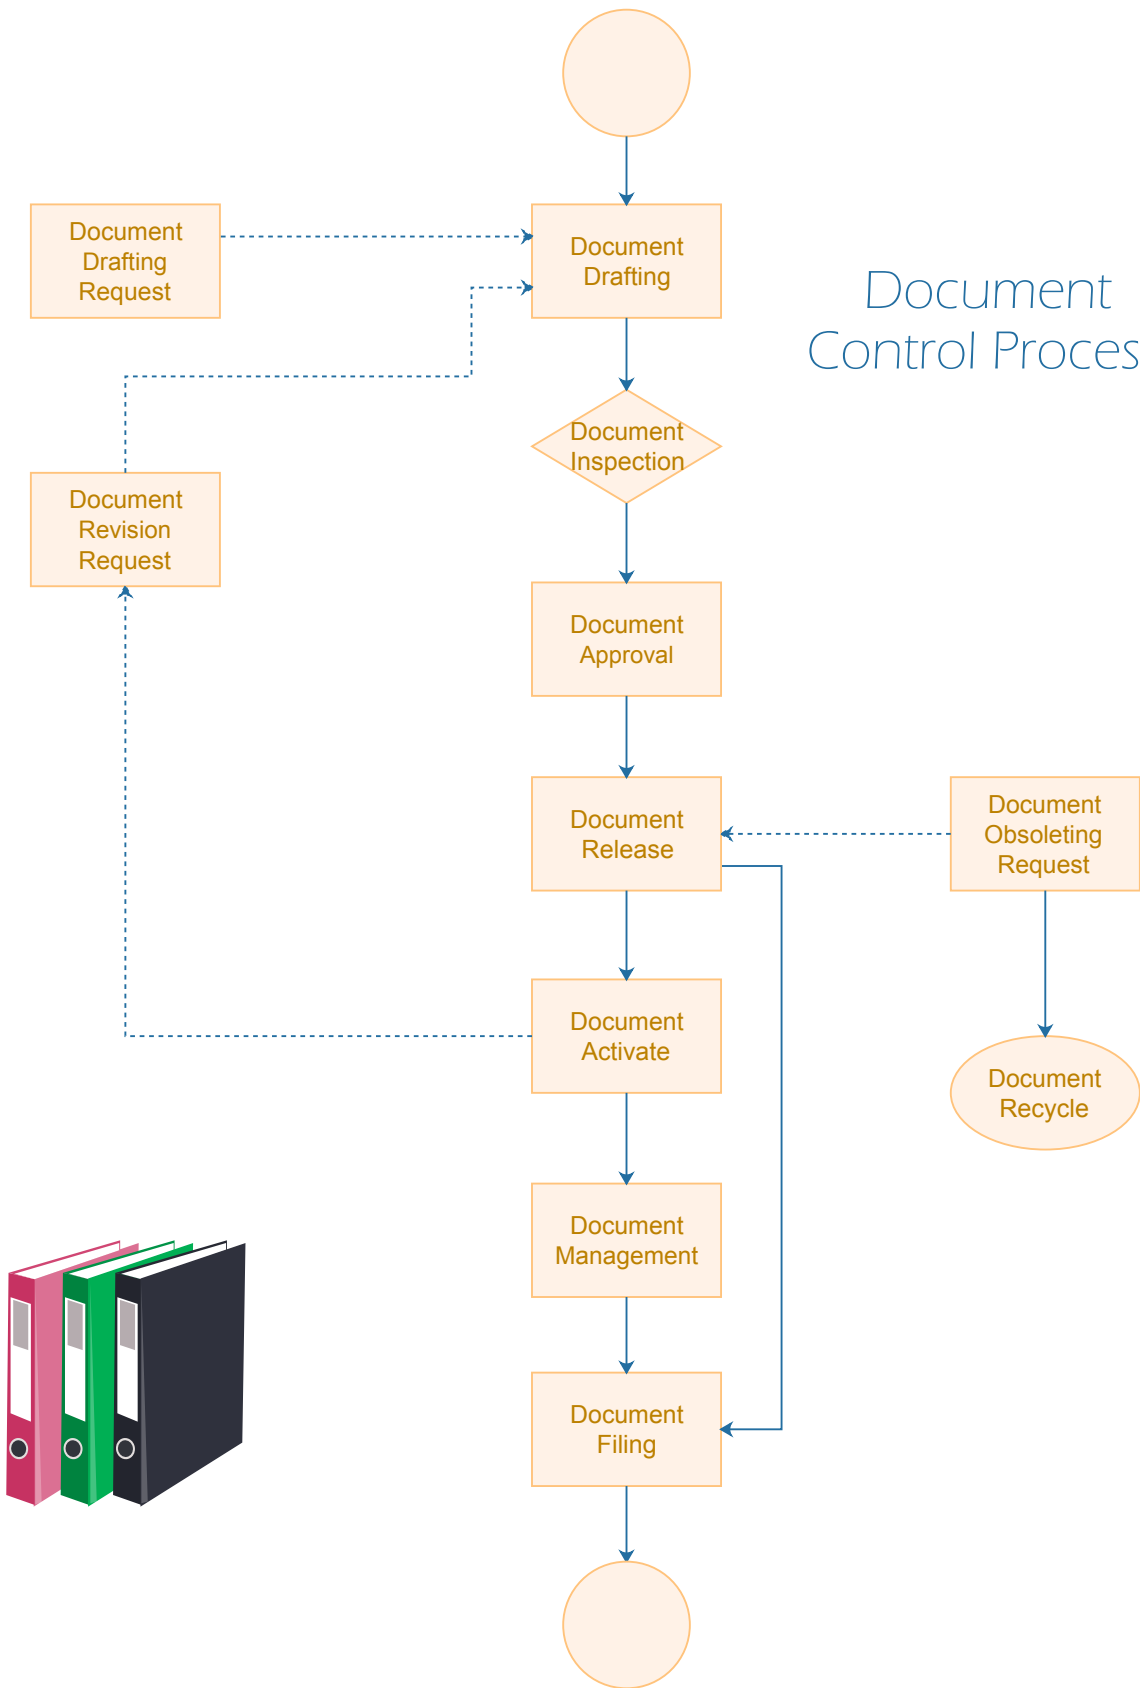 Document
Drafting
Request
Document
Drafting
Document
Control Proces
Document
Inspection
Document
Revision
Request
Document
Approval
Document
Release
Document
Obsoleting
Request
Document
Activate
Document
Recycle
Document
Management
Document
Filing